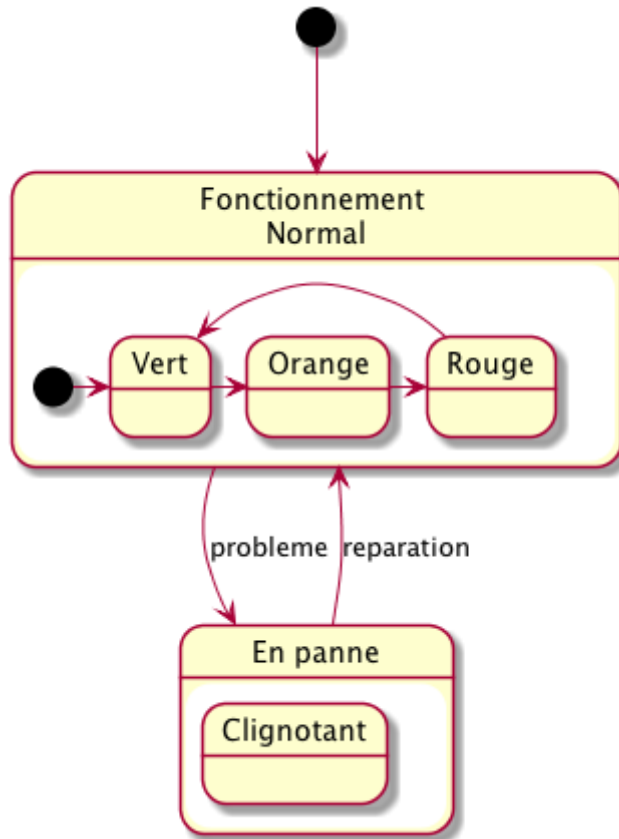 Fonctionnement
Normal
Vert
Orange
Rouge
probleme
reparation
En panne
Clignotant